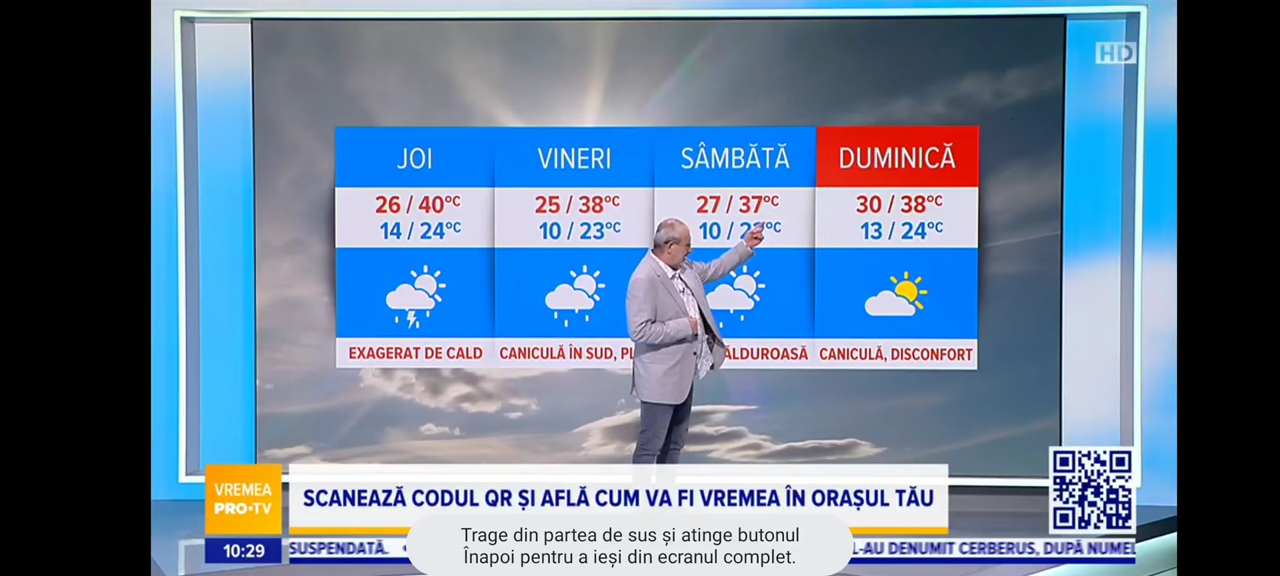 HD
JOI
VINERI
SÂMBĂTĂ
DUMINICĂ
26 / 40°C
25 / 38°C
27 / 37°C
30 / 38°C
14 / 24°C
10 / 23°C
10 /
13 / 24°C
EXAGERAT DE CALD
CANICULĂ ÎN SUD,
CANICULĂ, DISCONFORT
VREMEA
PRO•TV
SCANEAZĂ CODUL QR ȘI AFLĂ CUM VA FI VREMEA ÎN ORAȘUL TĂU
10:29
SUSPENDATĂ.
L-AU DENUMIT CERBERUS, DUPĂ
Trage din partea de sus și atinge butonul
Înapoi pentru a ieși din ecranul complet.